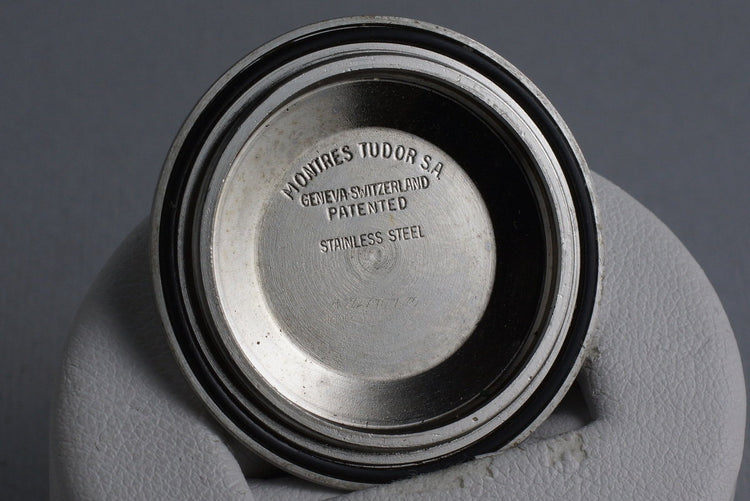 MONTRES TUDOR S.A.
GENEVA-SWITZERLAND
PATENTED
STAINLESS STEEL